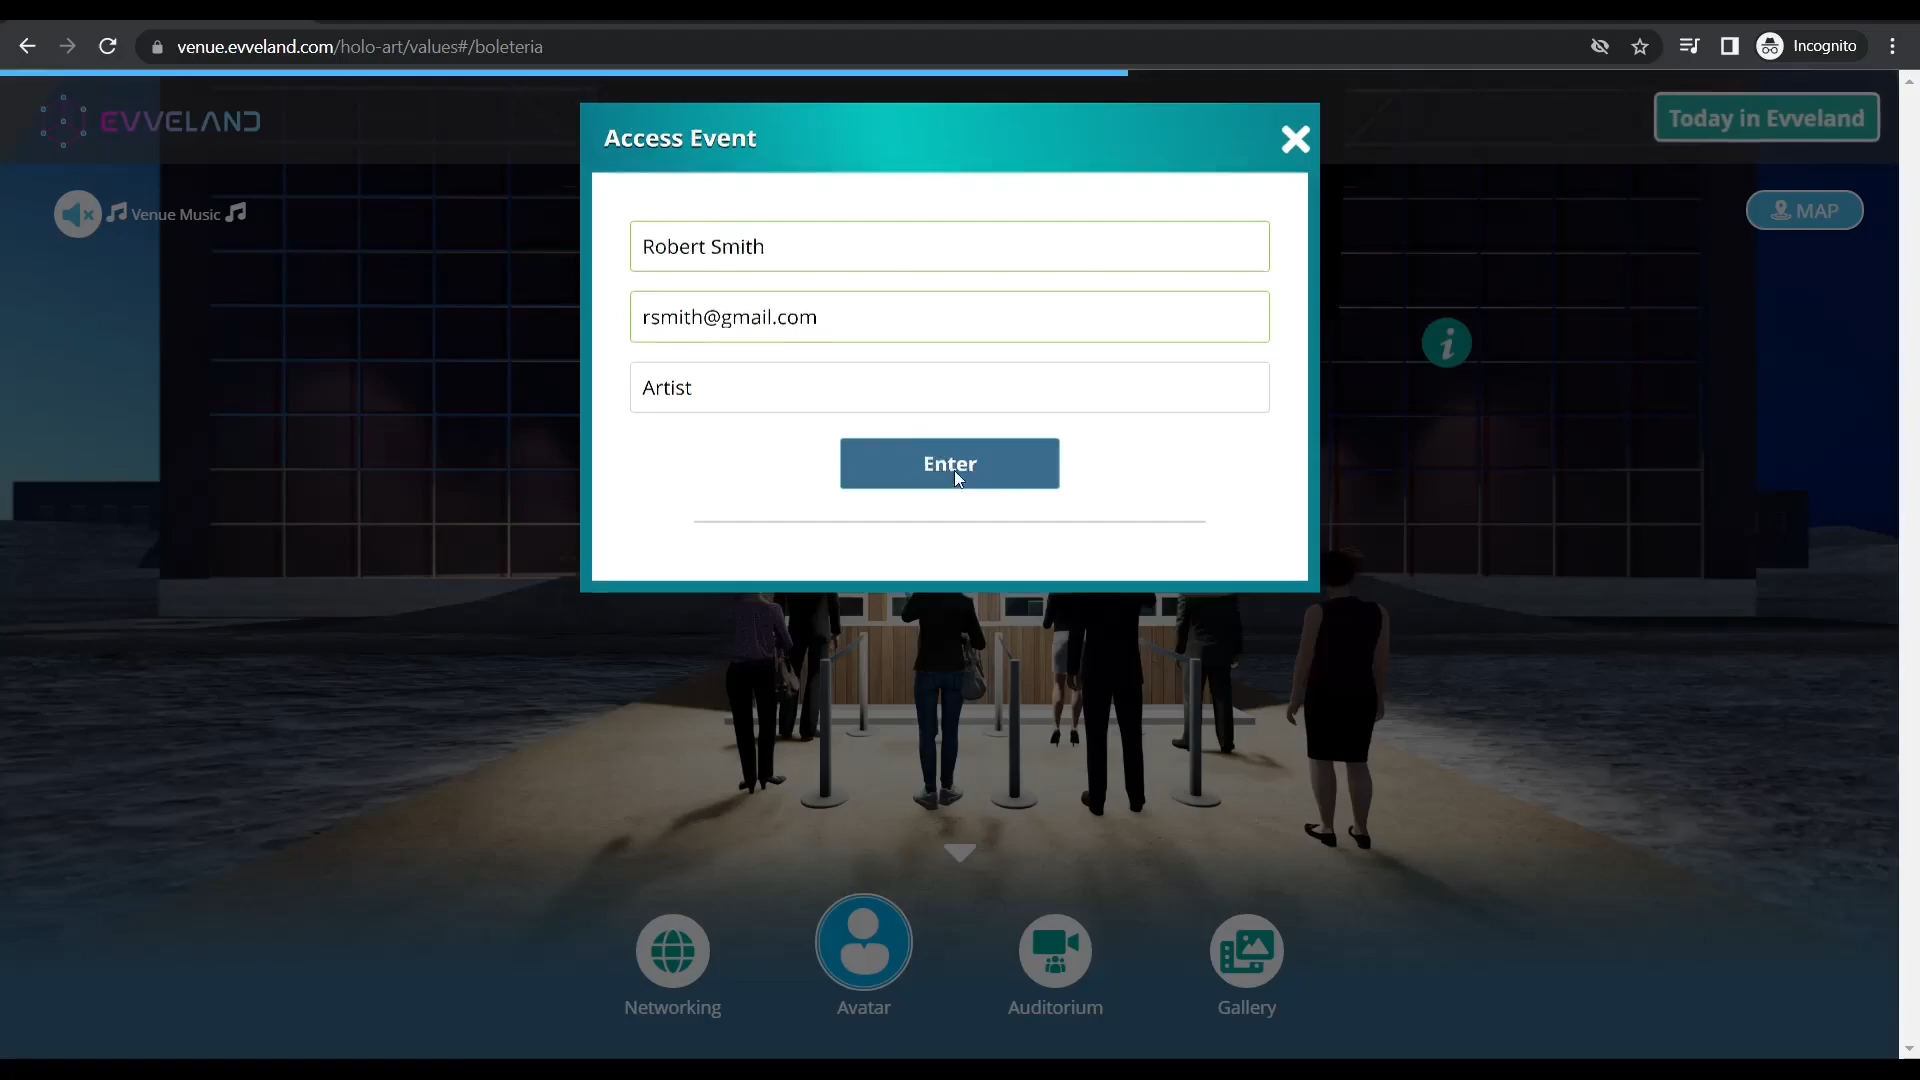 venue.evveland.com/holo-art/values#/boleteria
Incognito
EVVELAND
Today in Evveland
Access Event
Venue Music
MAP
Robert Smith
rsmith@gmail.com
Artist
Enter
i
Networking
Avatar
Auditorium
Gallery